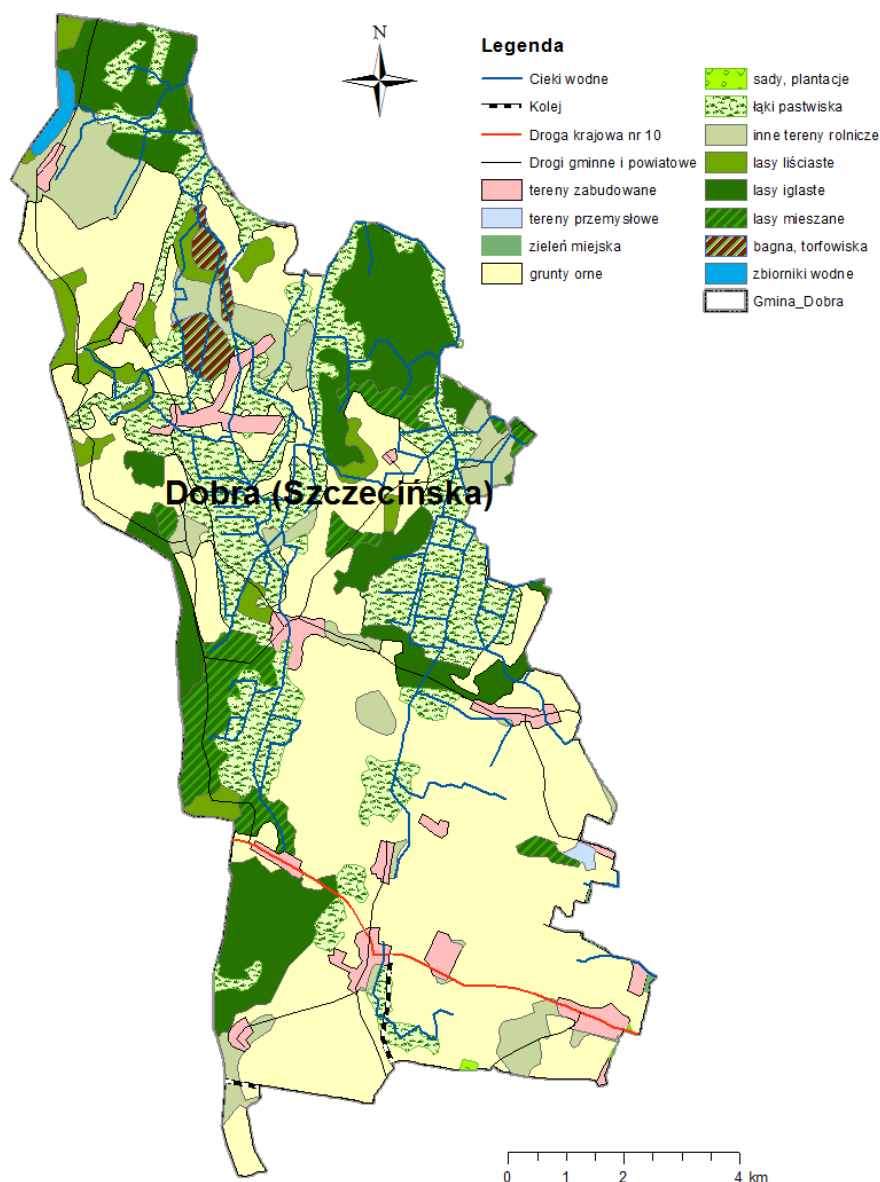 N
Legenda
Cieki wodne
Kolej
Droga krajowa nr 10
Drogi gminne i powiatowe
tereny zabudowane
tereny przemysłowe
zieleń miejska
grunty orne
sady, plantacje
łąki pastwiska
inne tereny rolnicze
lasy liściaste
lasy iglaste
lasy mieszane
bagna, torfowiska
zbiorniki wodne
Gmina_Dobra
Dobra (Szczecińska)
0 1 2 4 km